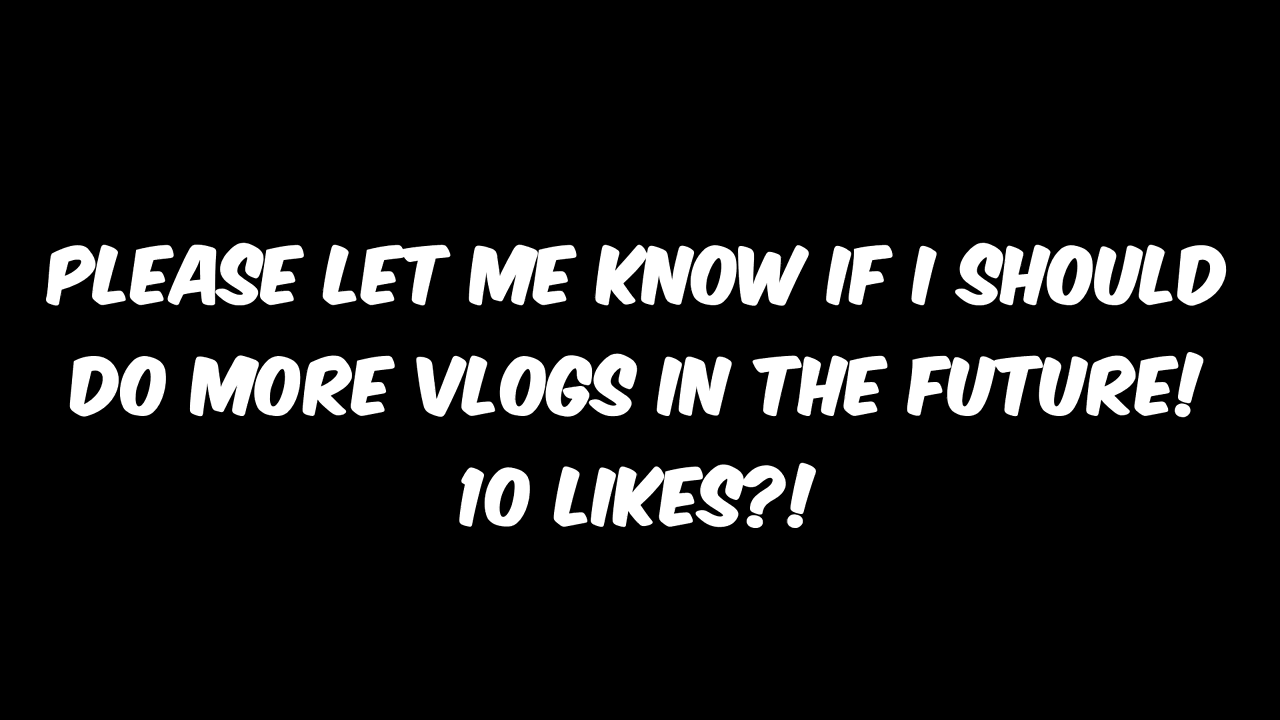 PLEASE LET ME KNOW IF I SHOULD
DO MORE VLOGS IN THE FUTURE!
10 LIKES?!